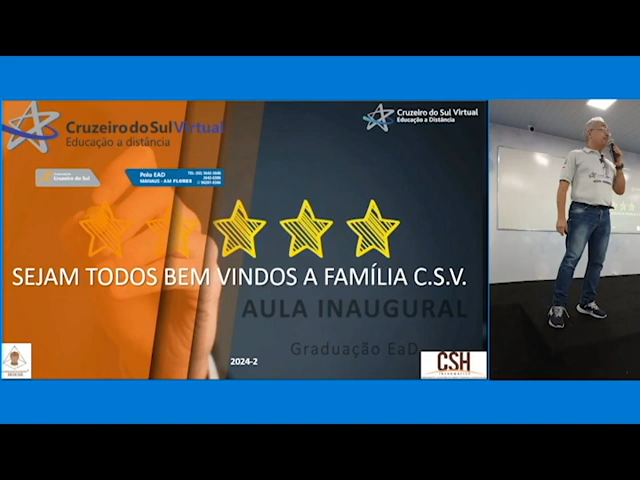 Cruzeiro do Sul Virtual
Educação a distância
Cruzeiro do Sul Virtual
Educação a distância
Cruzeiro do Sul
Polo EAD
MANAUS - AM FLORES
SEJAM TODOS BEM VINDOS A FAMÍLIA C.S.V.
AULA INAUGURAL
Graduação EaD
2024-2
CSH